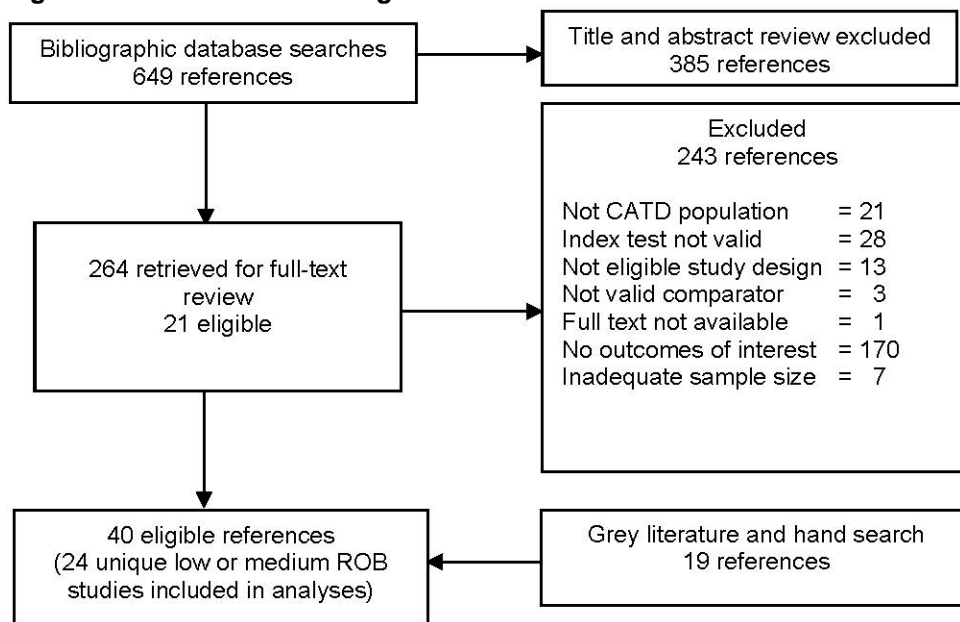 Bibliographic database searches
649 references
Title and abstract review excluded
385 references
Excluded
243 references
Not CATD population = 21
Index test not valid = 28
Not eligible study design = 13
Not valid comparator = 3
Full text not available = 1
No outcomes of interest = 170
Inadequate sample size = 7
264 retrieved for full-text
review
21 eligible
40 eligible references
(24 unique low or medium ROB
studies included in analyses)
Grey literature and hand search
19 references